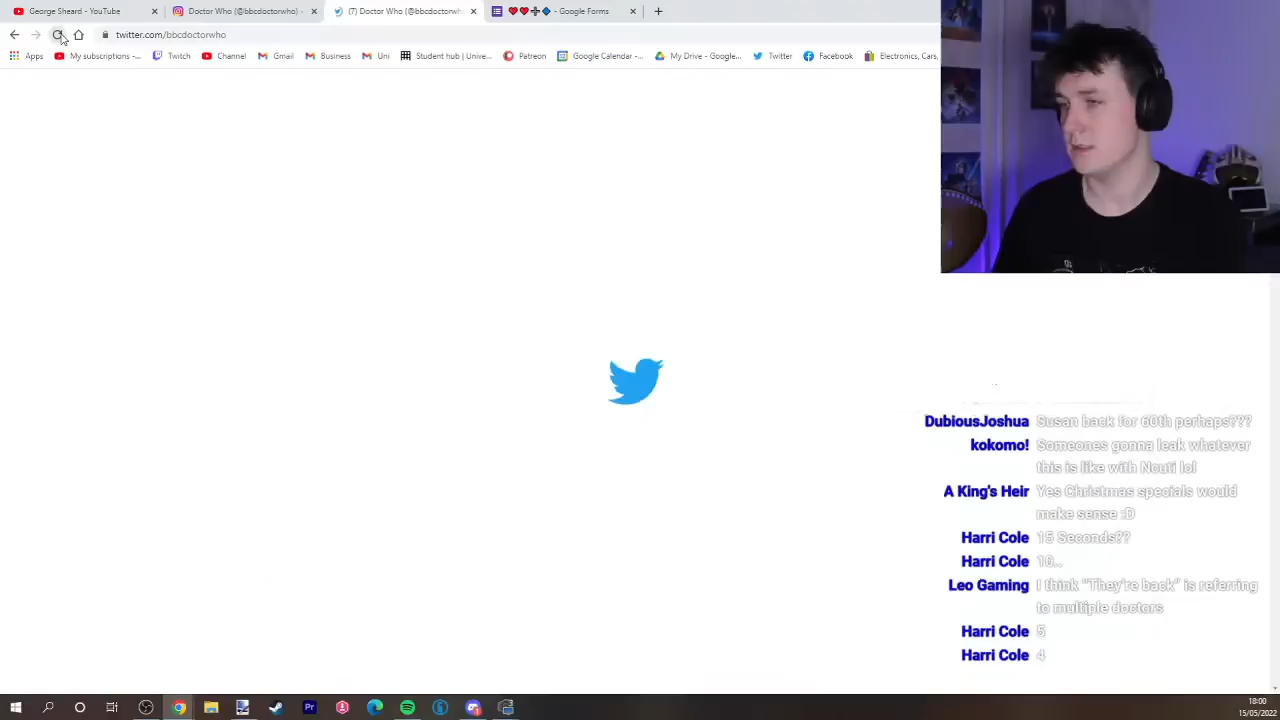 George Sheard - YouTube
Doctor Who (@bbcdoctorwho) •
(7) Doctor Who (@bbcdoctorwh
♥♥✚◆ - Google Forms
twitter.com/bbcdoctorwho
Apps My subscriptions -... Twitch Channel Gmail Business Uni Student hub | Unive... Patreon Google Calendar -... My Drive - Google... Twitter Facebook Electronics, Cars,
DubiousJoshua Susan back for 60th perhaps???
kokomo! Someones gonna leak whatever
this is like with Ncuti lol
A King's Heir Yes Christmas specials would
make sense :D
Harri Cole 15 Seconds??
Harri Cole 10..
Leo Gaming I think "They're back" is referring
to multiple doctors
Harri Cole 5
Harri Cole 4
Pr
18:00
15/05/2022